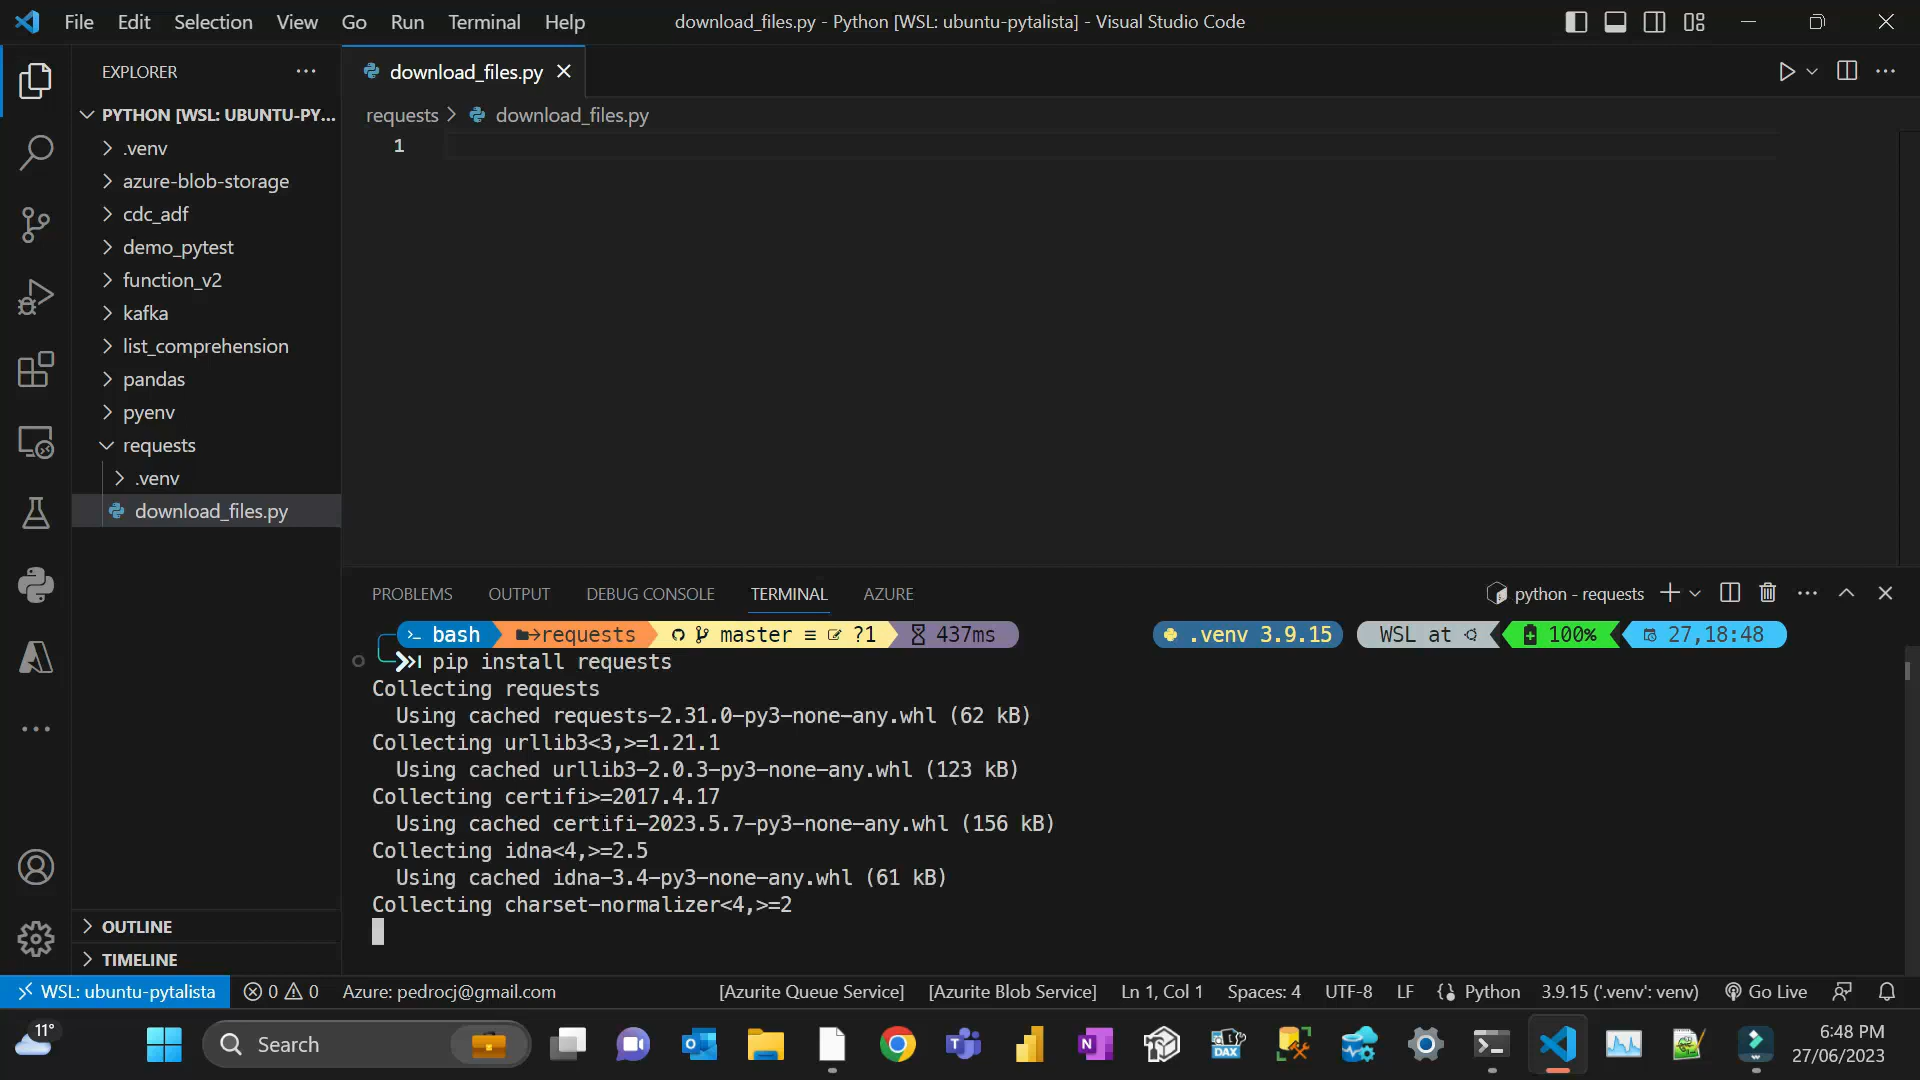 File Edit Selection View Go Run Terminal Help
download_files.py - Python [WSL: ubuntu-pytalista] - Visual Studio Code
EXPLORER
download_files.py
PYTHON [WSL: UBUNTU-PY...
requests > download_files.py
1
.venv
azure-blob-storage
cdc_adf
demo_pytest
function_v2
kafka
list_comprehension
pandas
pyenv
requests
.venv
download_files.py
OUTLINE
TIMELINE
PROBLEMS OUTPUT DEBUG CONSOLE TERMINAL AZURE
python - requests
bash requests master ≡ ?1 437ms
.venv 3.9.15 WSL at 100% 27,18:48
pip install requests
Collecting requests
Using cached requests-2.31.0-py3-none-any.whl (62 kB)
Collecting urllib3<3,>=1.21.1
Using cached urllib3-2.0.3-py3-none-any.whl (123 kB)
Collecting certifi>=2017.4.17
Using cached certifi-2023.5.7-py3-none-any.whl (156 kB)
Collecting idna<4,>=2.5
Using cached idna-3.4-py3-none-any.whl (61 kB)
Collecting charset-normalizer<4,>=2
WSL: ubuntu-pytalista 0 0 Azure: pedrocj@gmail.com [Azurite Queue Service] [Azurite Blob Service] Ln 1, Col 1 Spaces: 4 UTF-8 LF Python 3.9.15 ('.venv': venv) Go Live
11°
Search
DAX
6:48 PM
27/06/2023